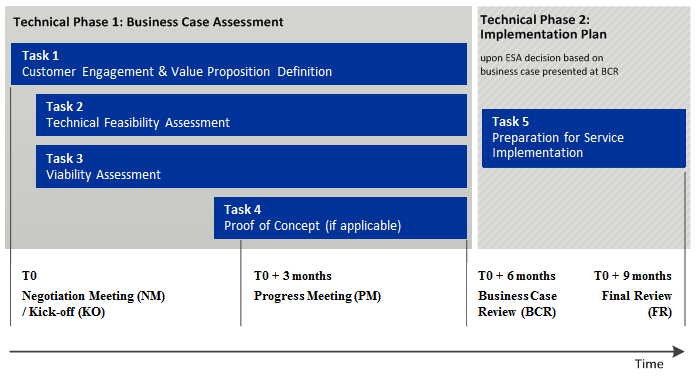 Technical Phase 1: Business Case Assessment
Technical Phase 2:
Implementation Plan
upon ESA decision based on
business case presented at BCR
Task 1
Customer Engagement & Value Proposition Definition
Task 2
Technical Feasibility Assessment
Task 3
Viability Assessment
Task 4
Proof of Concept (if applicable)
Task 5
Preparation for Service
Implementation
T0
Negotiation Meeting (NM)
/ Kick-off (KO)
T0 + 3 months
Progress Meeting (PM)
T0 + 6 months
Business Case
Review (BCR)
T0 + 9 months
Final Review
(FR)
Time